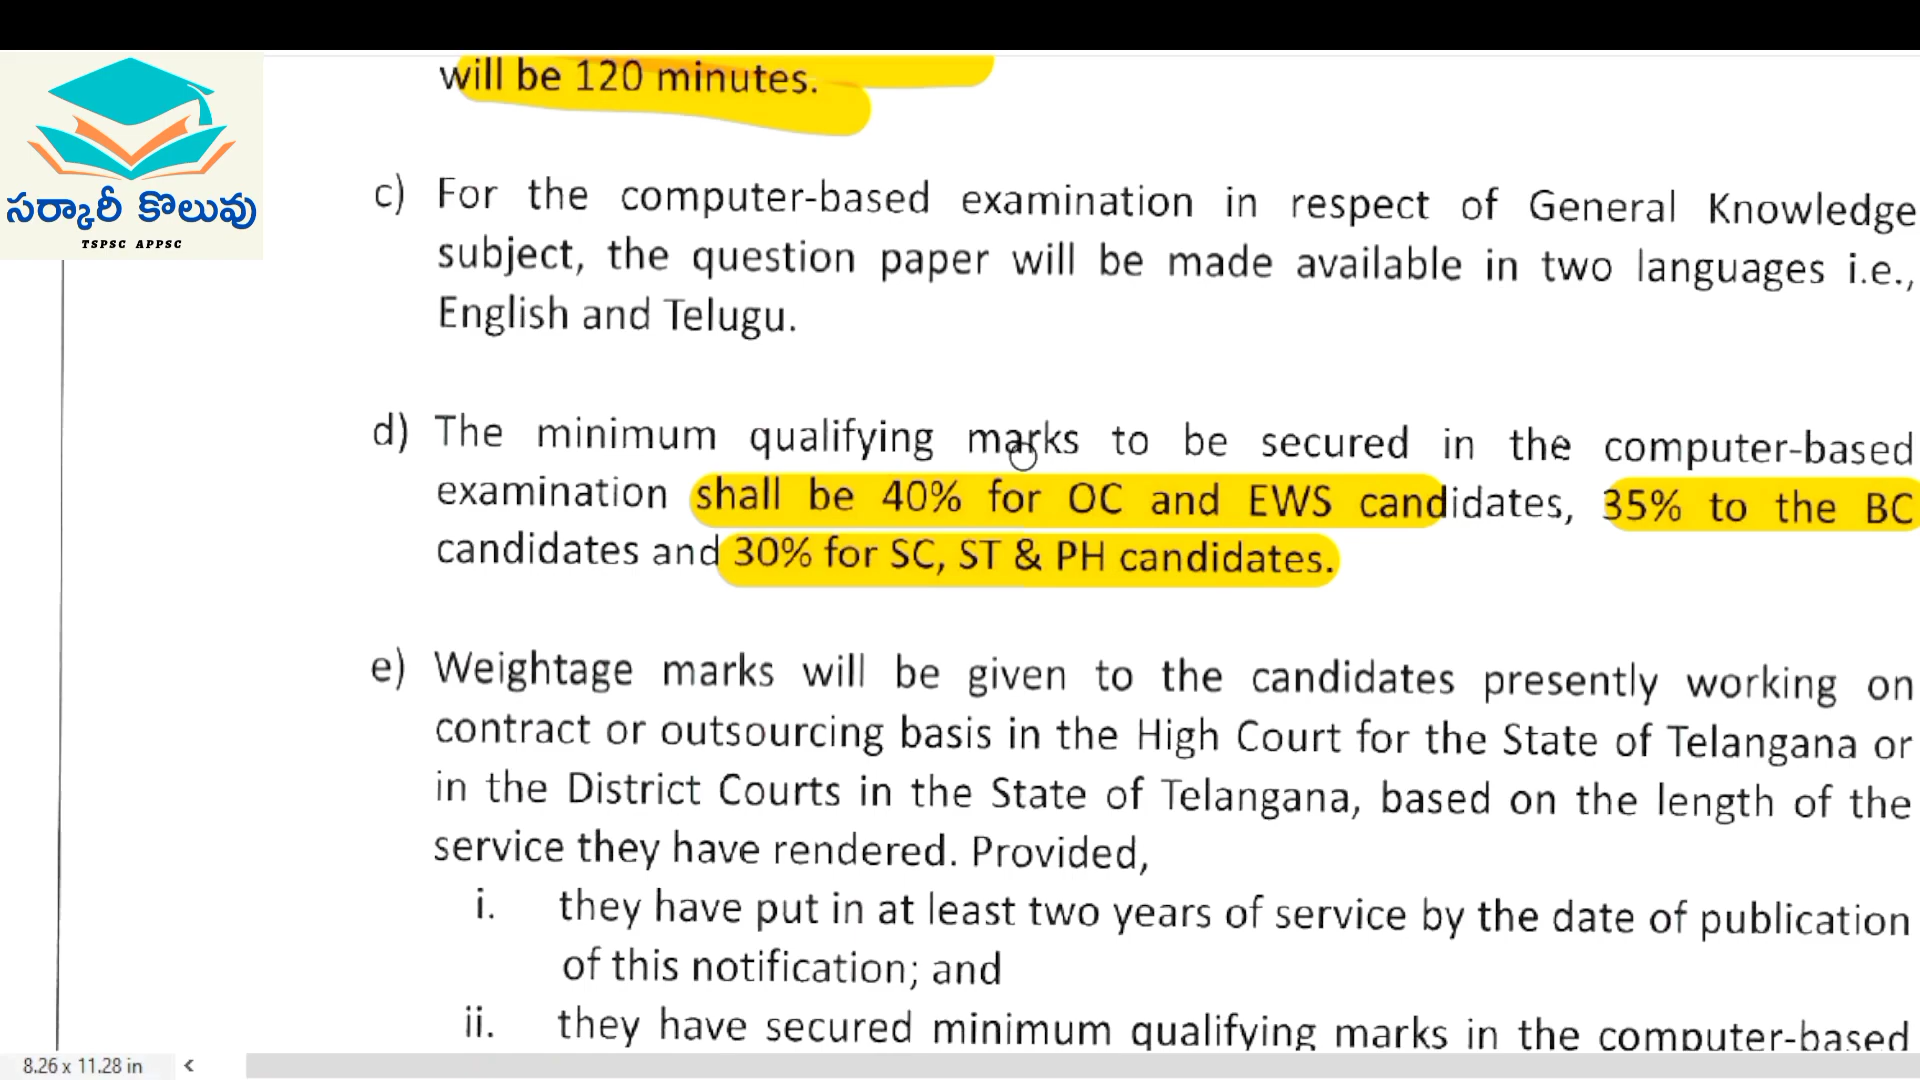 will be 120 minutes.
సర్కారీ కొలువు
TSPSC APPSC
c) For the computer-based examination in respect of General Knowledge
subject, the question paper will be made available in two languages i.e.,
English and Telugu.
d) The minimum qualifying marks to be secured in the computer-based
examination shall be 40% for OC and EWS candidates, 35% to the BC
candidates and 30% for SC, ST & PH candidates.
e) Weightage marks will be given to the candidates presently working on
contract or outsourcing basis in the High Court for the State of Telangana or
in the District Courts in the State of Telangana, based on the length of the
service they have rendered. Provided,
i. they have put in at least two years of service by the date of publication
of this notification; and
ii. they have secured minimum qualifying marks in the computer-based
8.26 x 11.28 in